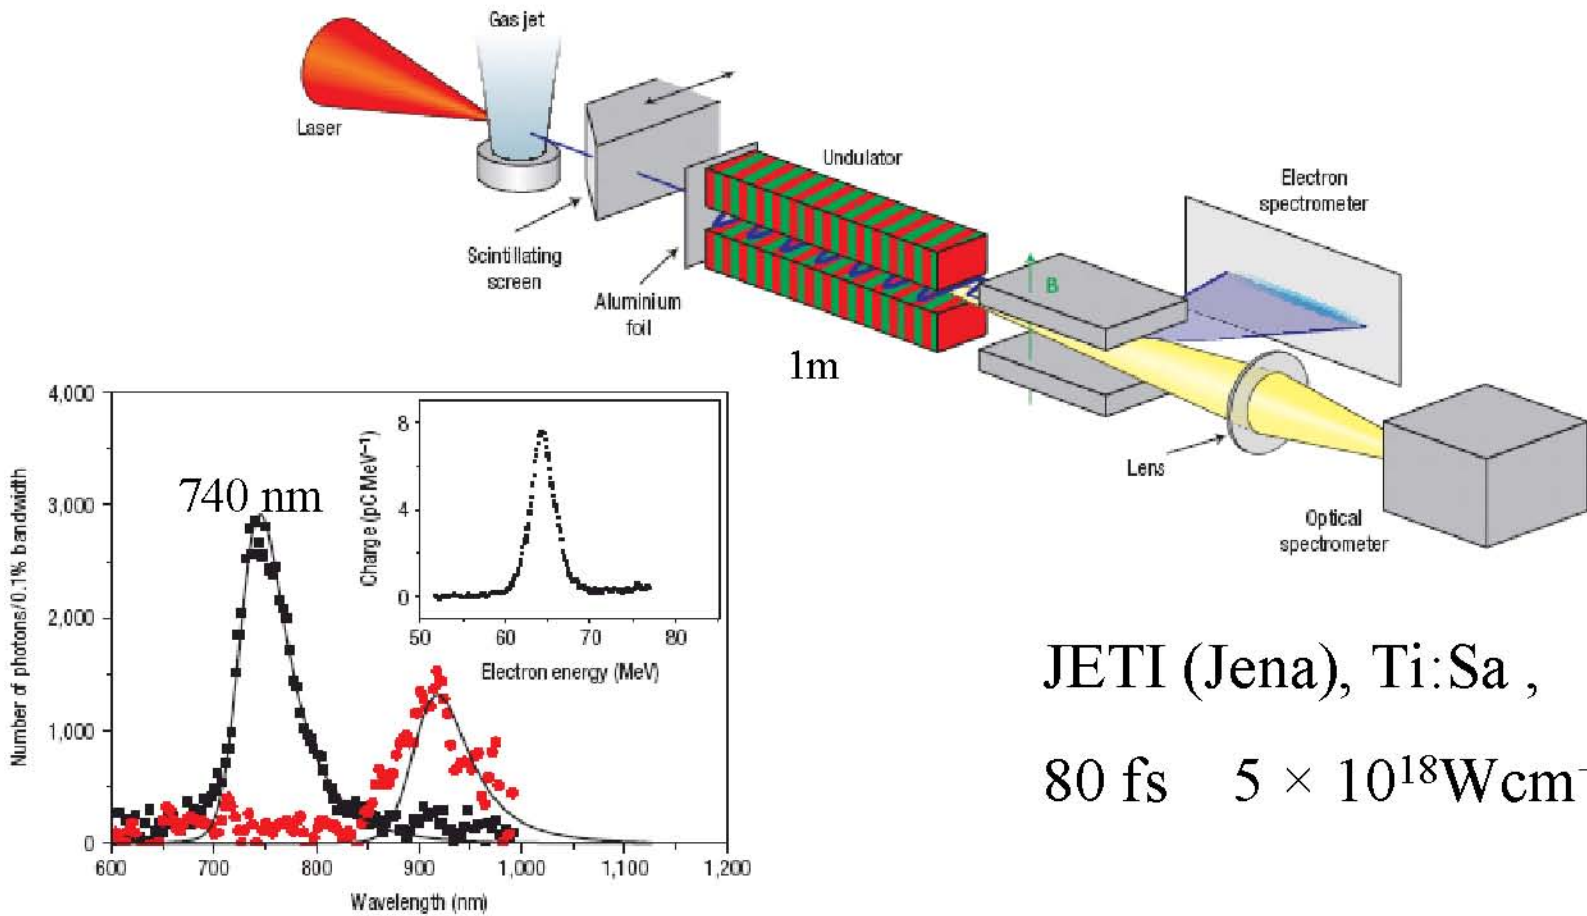 Gas jet
Laser
Undulator
Electron
spectrometer
Scintillating
screen
B
Aluminium
foil
1m
Lens
Optical
spectrometer
4,000
3,000
2,000
1,000
0
Number of photons/0.1% bandwidth
740 nm
8
4
0
Charge (pC MeV⁻¹)
50 60 70 80
Electron energy (MeV)
600 700 800 900 1,000 1,100 1,200
Wavelength (nm)
JETI (Jena), Ti:Sa ,
80 fs 5 × 10¹⁸Wcm⁻